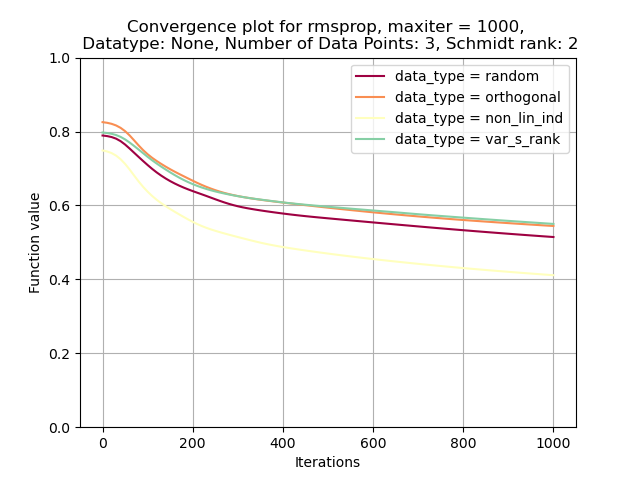 Convergence plot for rmsprop, maxiter = 1000,
Datatype: None, Number of Data Points: 3, Schmidt rank: 2
data_type = random
data_type = orthogonal
data_type = non_lin_ind
data_type = var_s_rank
Function value
1.0
0.8
0.6
0.4
0.2
0.0
0 200 400 600 800 1000
Iterations